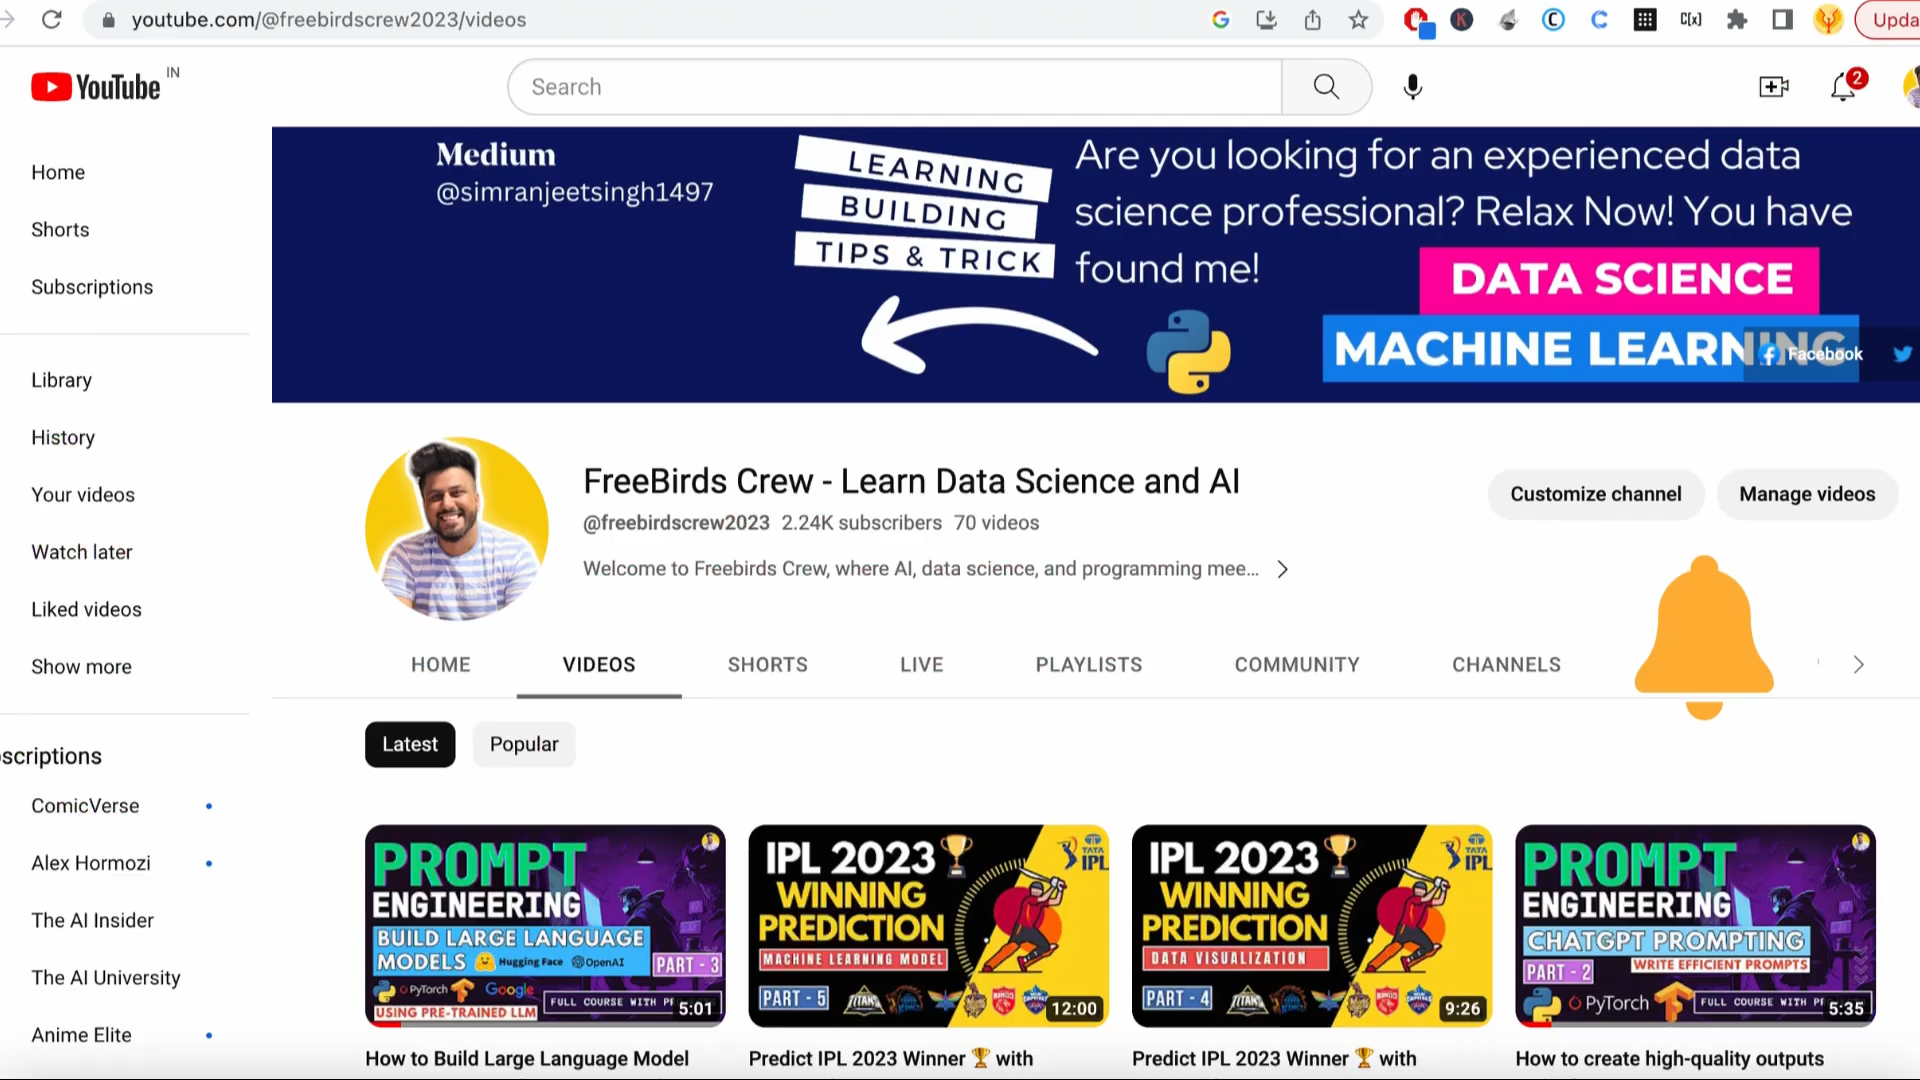 youtube.com/@freebirdscrew2023/videos
C[x]
Upda
YouTube IN
Search
2
Home
Shorts
Subscriptions
Library
History
Your videos
Watch later
Liked videos
Show more
scriptions
ComicVerse
Alex Hormozi
The AI Insider
The AI University
Anime Elite
Medium
@simranjeetsingh1497
LEARNING
BUILDING
TIPS & TRICK
Are you looking for an experienced data
science professional? Relax Now! You have
found me!
DATA SCIENCE
MACHINE LEARNING
Facebook
FreeBirds Crew - Learn Data Science and AI
@freebirdscrew2023 2.24K subscribers 70 videos
Welcome to Freebirds Crew, where AI, data science, and programming mee...
Customize channel
Manage videos
HOME
VIDEOS
SHORTS
LIVE
PLAYLISTS
COMMUNITY
CHANNELS
Latest
Popular
PROMPT
ENGINEERING
BUILD LARGE LANGUAGE
MODELS Hugging Face OpenAI
PART - 3
PyTorch Google
FULL COURSE WITH
USING PRE-TRAINED LLM
5:01
How to Build Large Language Model
IPL 2023
WINNING
PREDICTION
MACHINE LEARNING MODEL
PART - 5
TITANS
TATA
IPL
12:00
Predict IPL 2023 Winner 🏆 with
IPL 2023
WINNING
PREDICTION
DATA VISUALIZATION
PART - 4
TITANS
TATA
IPL
9:26
Predict IPL 2023 Winner 🏆 with
PROMPT
ENGINEERING
CHATGPT PROMPTING
PART - 2
WRITE EFFICIENT PROMPTS
PyTorch
FULL COURSE WITH
5:35
How to create high-quality outputs